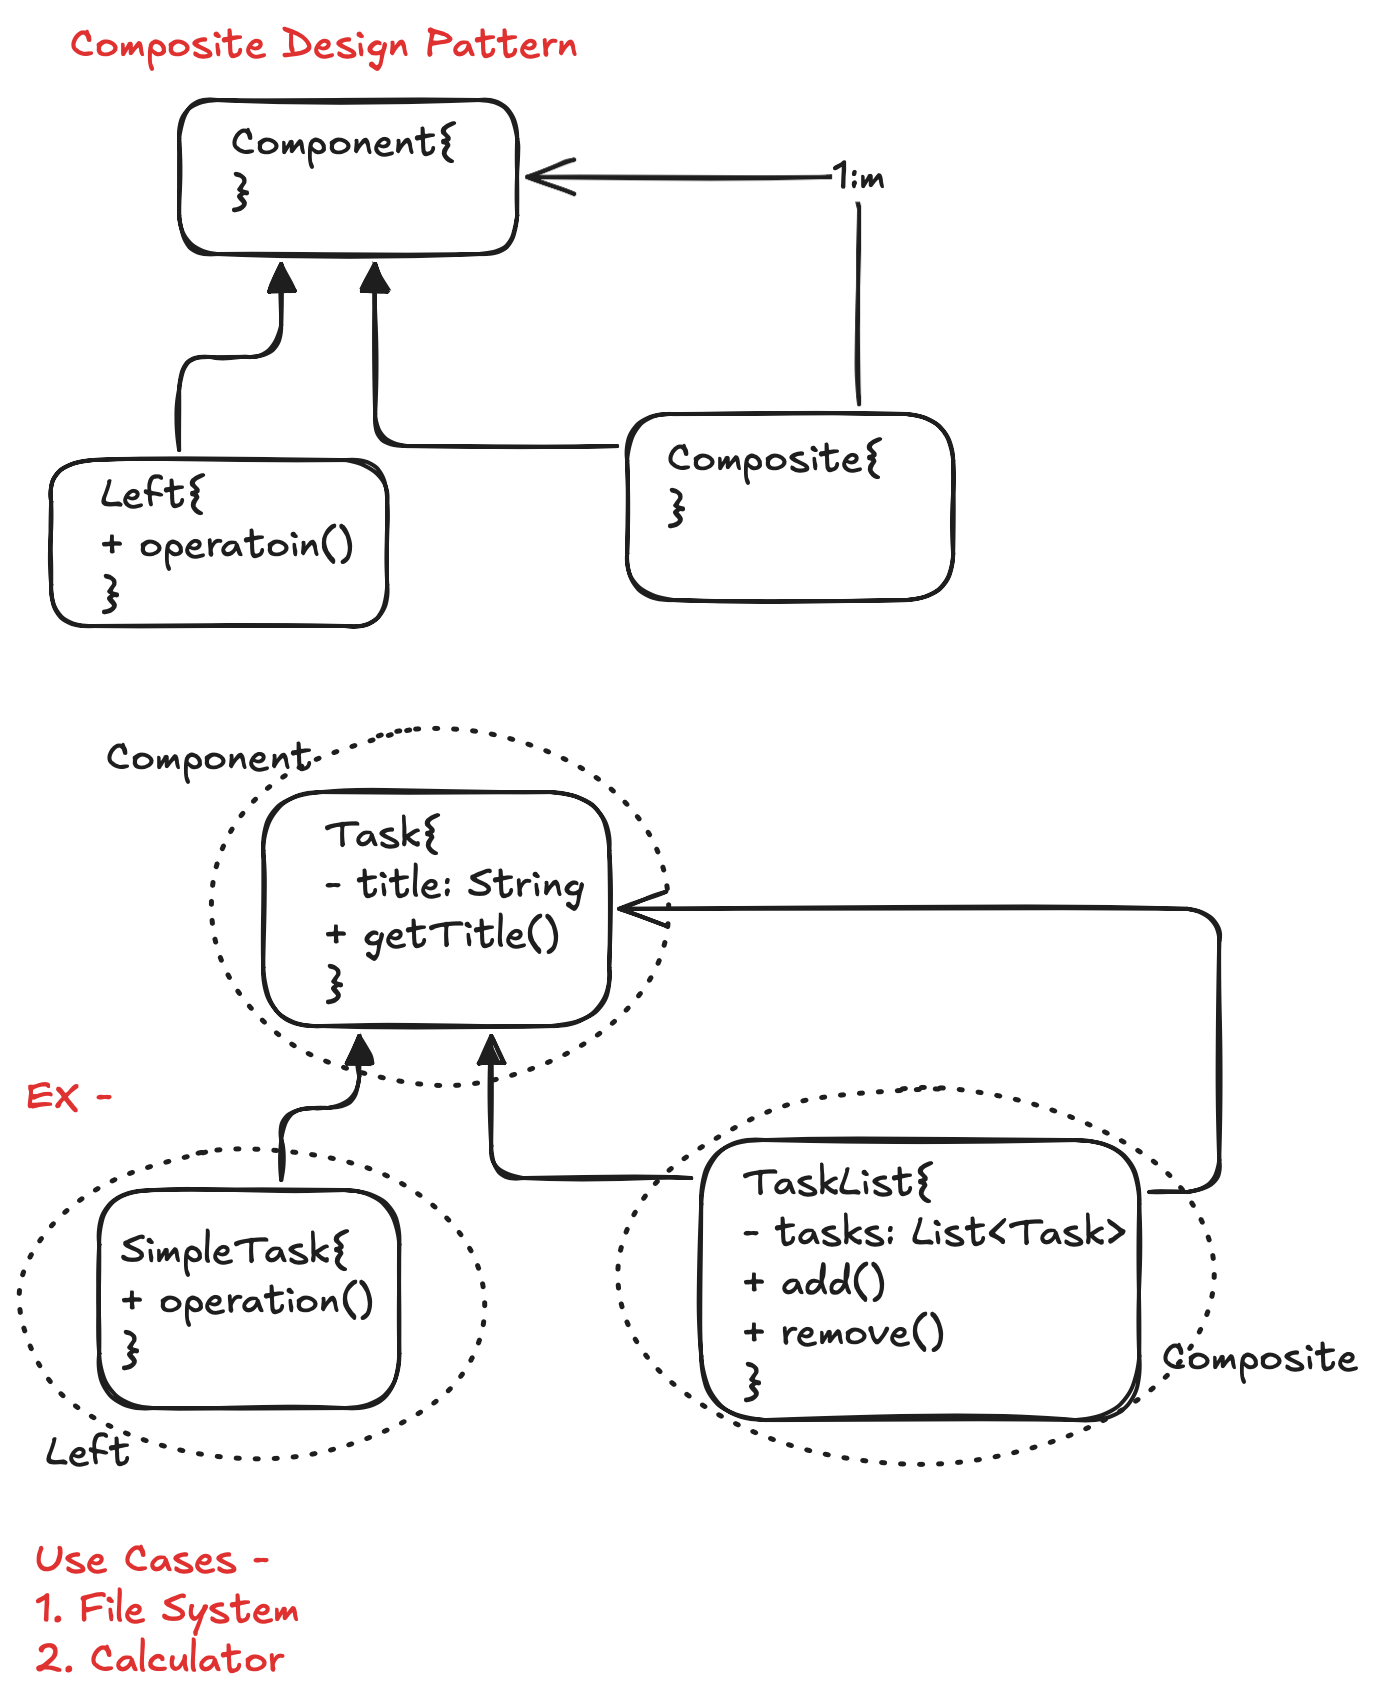 Composite Design Pattern
Component{
}
1:m
Left{
+ operatoin()
}
Composite{
}
Component
Task{
- title: String
+ getTitle()
}
EX -
SimpleTask{
+ operation()
}
Left
TaskList{
- tasks: List<Task>
+ add()
+ remove()
}
Composite
Use Cases -
1. File System
2. Calculator